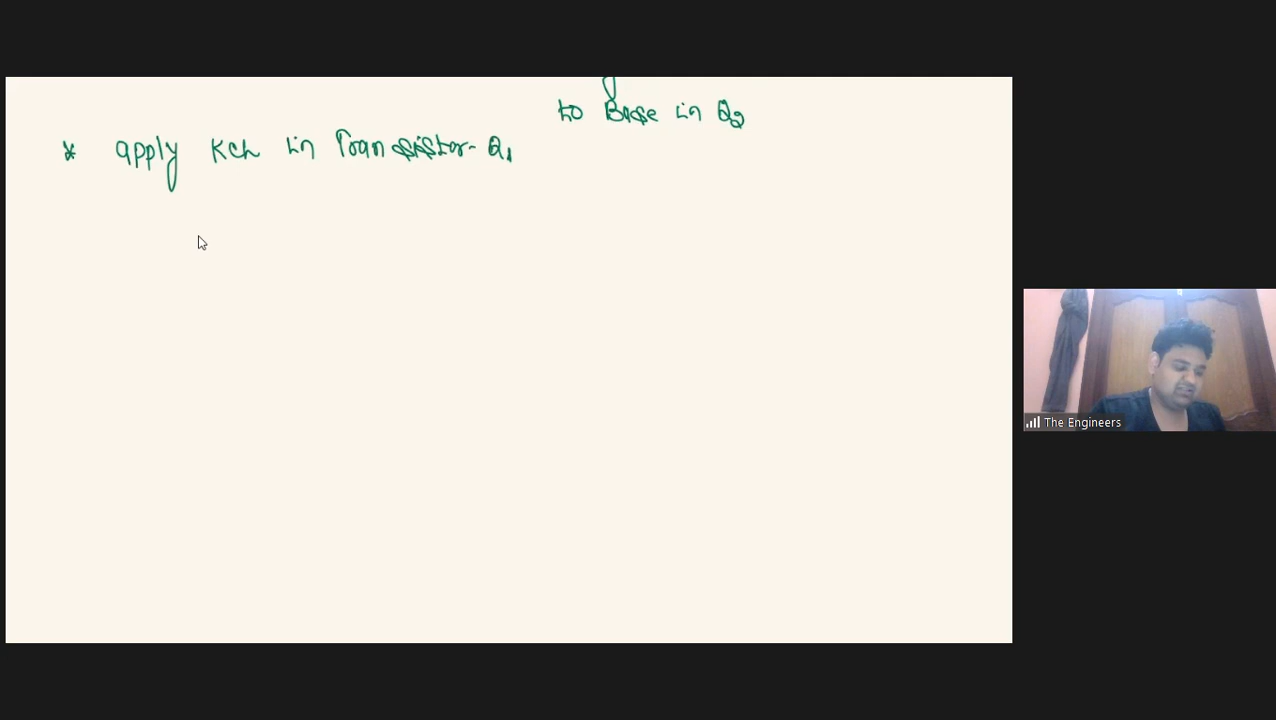 to Base in Q2
* apply KCL in Transistor-Q1
The Engineers